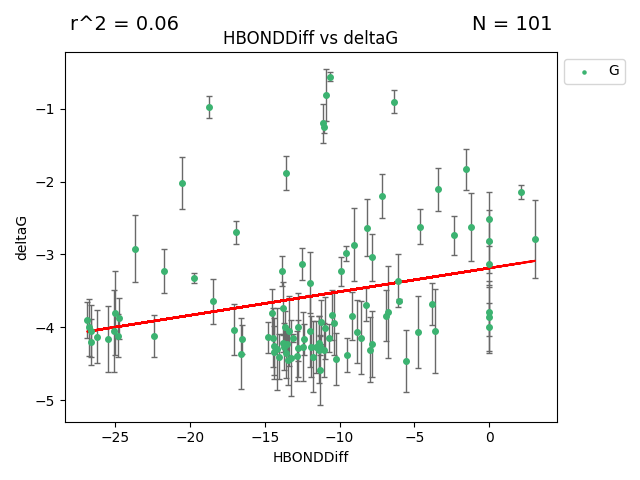 r^2 = 0.06
N = 101
HBONDDiff vs deltaG
G
deltaG
−1
−2
−3
−4
−5
−25
−20
−15
−10
−5
0
HBONDDiff